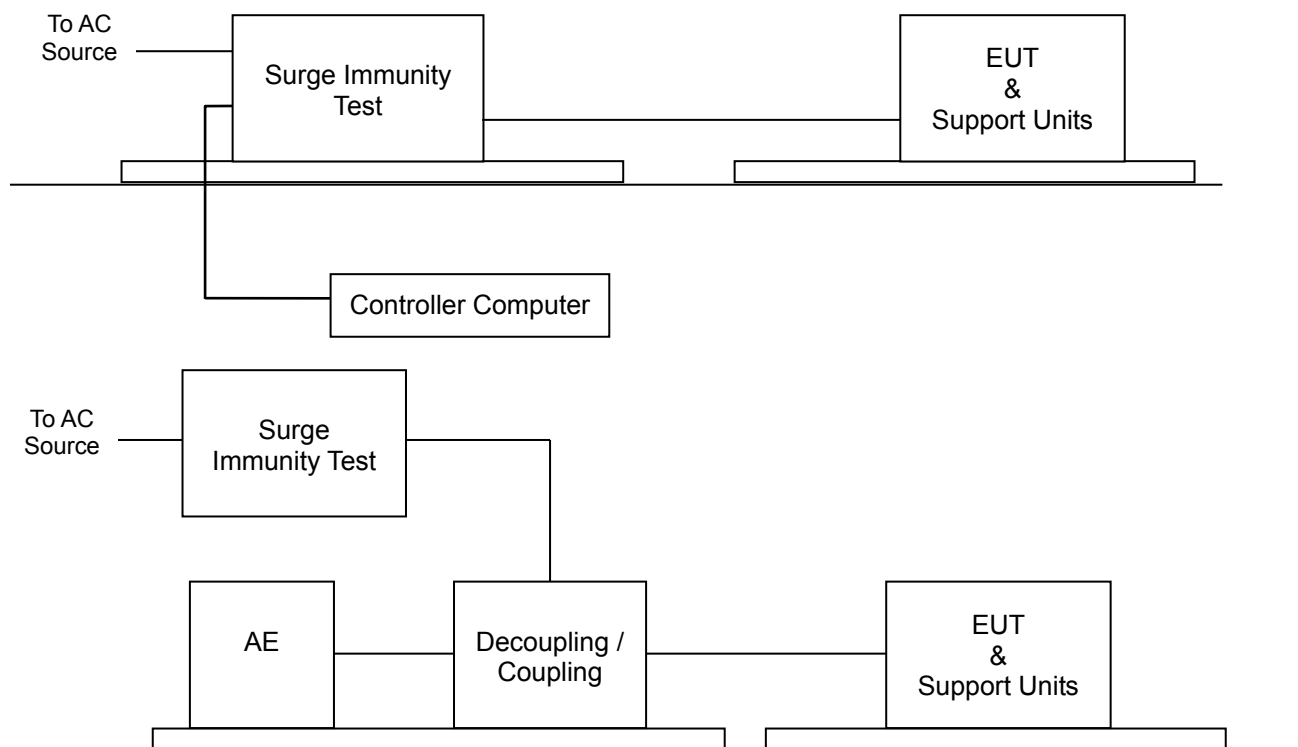 To AC
Source
Surge Immunity
Test
EUT
&
Support Units
Controller Computer
To AC
Source
Surge
Immunity Test
AE
Decoupling /
Coupling
EUT
&
Support Units